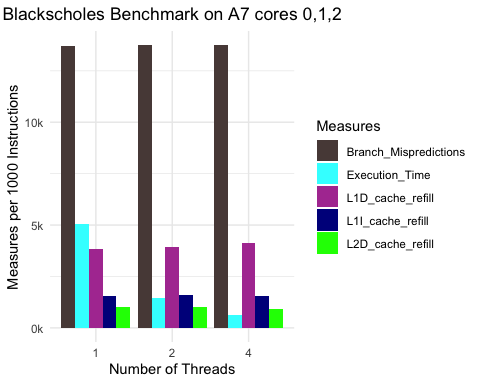 Blackscholes Benchmark on A7 cores 0,1,2
Measures per 1000 Instructions
10k
5k
0k
1
2
4
Number of Threads
Measures
Branch_Mispredictions
Execution_Time
L1D_cache_refill
L1I_cache_refill
L2D_cache_refill